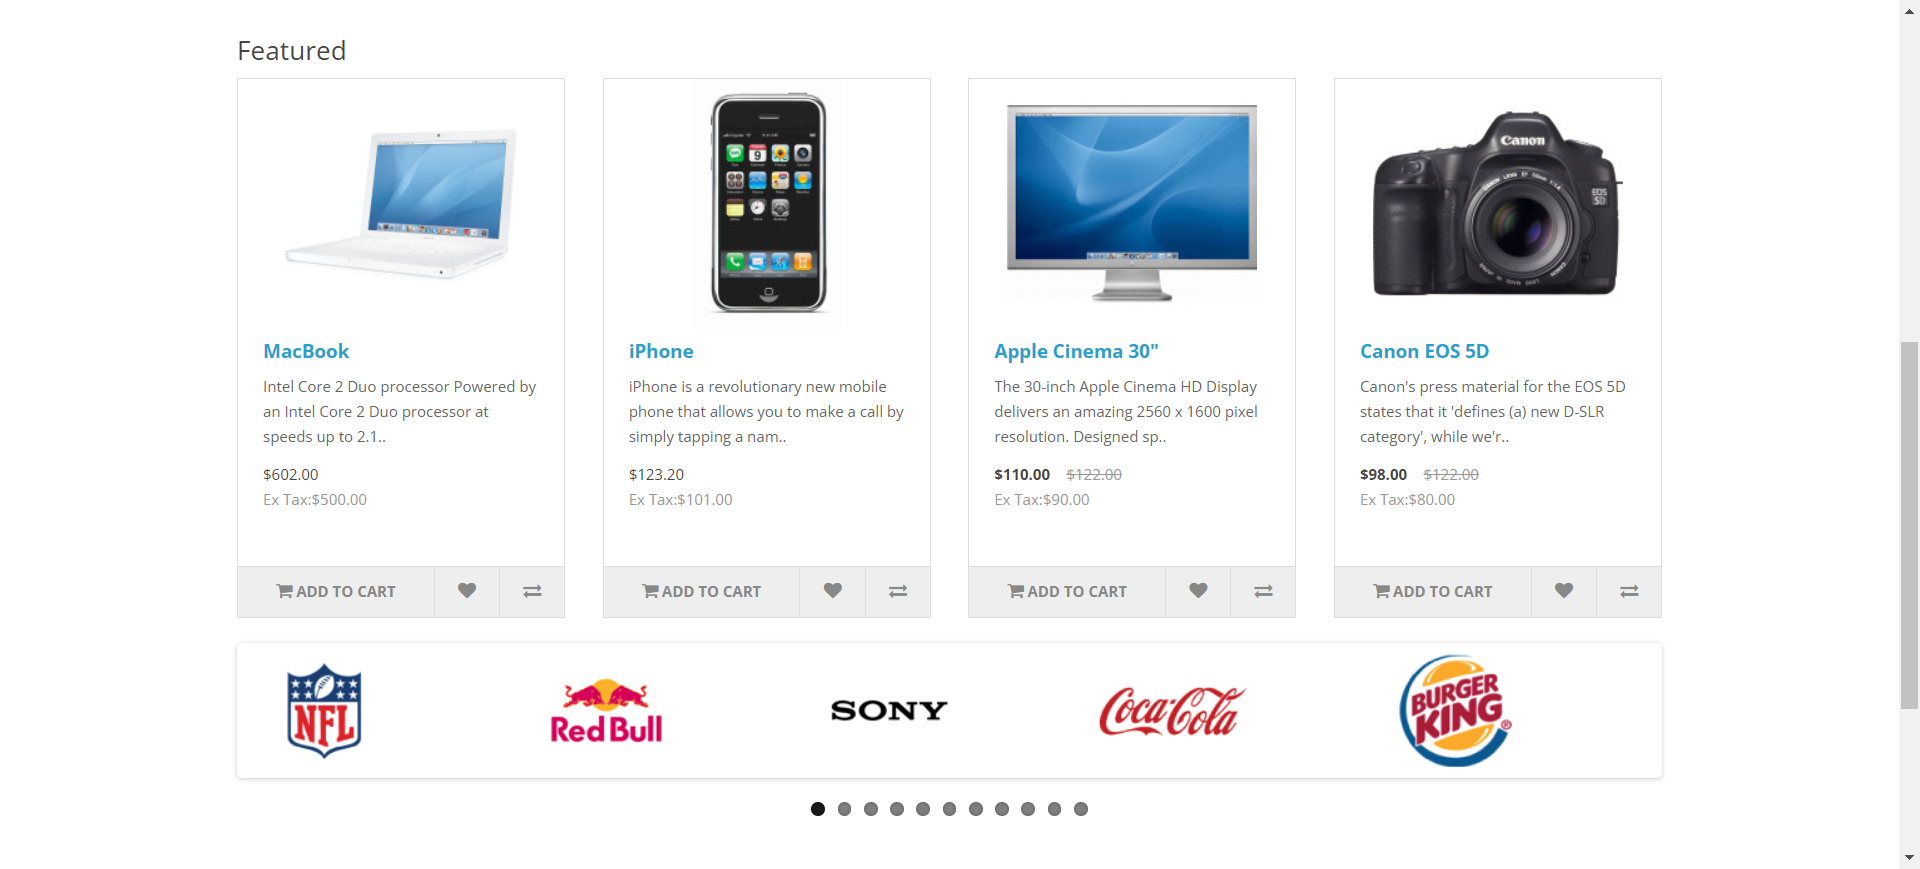 Featured
Canon
EOS
5D
MacBook
Intel Core 2 Duo processor Powered by
an Intel Core 2 Duo processor at
speeds up to 2.1..
$602.00
Ex Tax:$500.00
ADD TO CART
iPhone
iPhone is a revolutionary new mobile
phone that allows you to make a call by
simply tapping a nam..
$123.20
Ex Tax:$101.00
ADD TO CART
Apple Cinema 30"
The 30-inch Apple Cinema HD Display
delivers an amazing 2560 x 1600 pixel
resolution. Designed sp..
$110.00 $122.00
Ex Tax:$90.00
ADD TO CART
Canon EOS 5D
Canon's press material for the EOS 5D
states that it 'defines (a) new D-SLR
category', while we'r..
$98.00 $122.00
Ex Tax:$80.00
ADD TO CART
NFL
Red Bull
SONY
Coca-Cola
BURGER
KING®